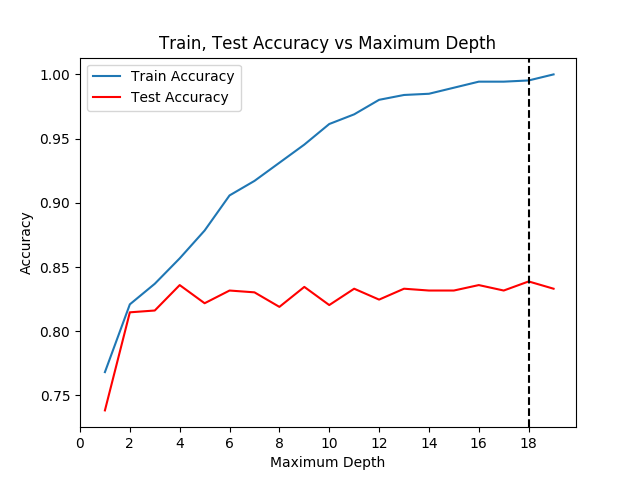 Train, Test Accuracy vs Maximum Depth
Train Accuracy
Test Accuracy
1.00
0.95
0.90
0.85
0.80
0.75
Accuracy
0 2 4 6 8 10 12 14 16 18
Maximum Depth